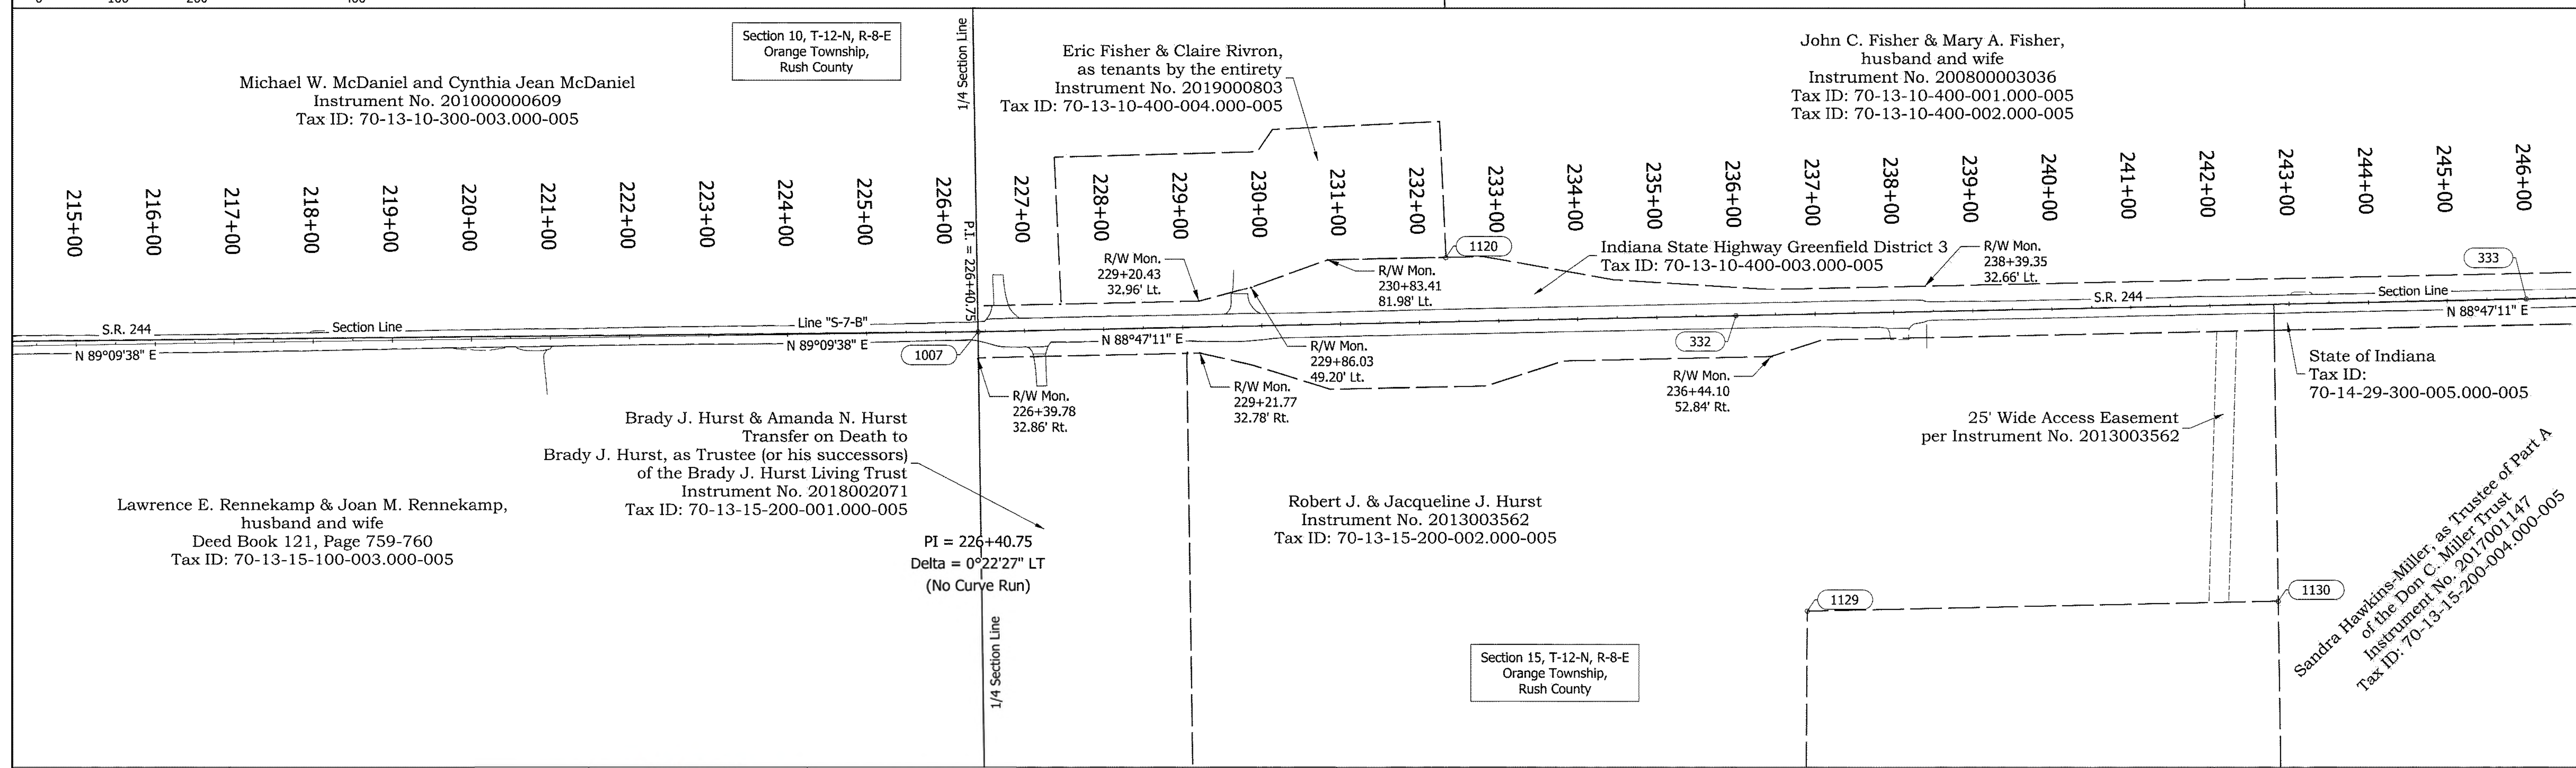 0 100 200 400
Section 10, T-12-N, R-8-E
Orange Township,
Rush County
Michael W. McDaniel and Cynthia Jean McDaniel
Instrument No. 201000000609
Tax ID: 70-13-10-300-003.000-005
1/4 Section Line
Eric Fisher & Claire Rivron,
as tenants by the entirety
Instrument No. 2019000803
Tax ID: 70-13-10-400-004.000-005
John C. Fisher & Mary A. Fisher,
husband and wife
Instrument No. 200800003036
Tax ID: 70-13-10-400-001.000-005
Tax ID: 70-13-10-400-002.000-005
215+00
216+00
217+00
218+00
219+00
220+00
221+00
222+00
223+00
224+00
225+00
226+00
P.I. = 226+40.75
227+00
228+00
229+00
230+00
231+00
232+00
233+00
234+00
235+00
236+00
237+00
238+00
239+00
240+00
241+00
242+00
243+00
244+00
245+00
246+00
R/W Mon.
229+20.43
32.96' Lt.
R/W Mon.
230+83.41
81.98' Lt.
1120
Indiana State Highway Greenfield District 3
Tax ID: 70-13-10-400-003.000-005
R/W Mon.
238+39.35
32.66' Lt.
333
S.R. 244
Section Line
Line "S-7-B"
S.R. 244
Section Line
N 89°09'38" E
N 89°09'38" E
1007
N 88°47'11" E
332
N 88°47'11" E
R/W Mon.
226+39.78
32.86' Rt.
R/W Mon.
229+21.77
32.78' Rt.
R/W Mon.
229+86.03
49.20' Lt.
R/W Mon.
236+44.10
52.84' Rt.
State of Indiana
Tax ID:
70-14-29-300-005.000-005
25' Wide Access Easement
per Instrument No. 2013003562
Brady J. Hurst & Amanda N. Hurst
Transfer on Death to
Brady J. Hurst, as Trustee (or his successors)
of the Brady J. Hurst Living Trust
Instrument No. 2018002071
Tax ID: 70-13-15-200-001.000-005
Lawrence E. Rennekamp & Joan M. Rennekamp,
husband and wife
Deed Book 121, Page 759-760
Tax ID: 70-13-15-100-003.000-005
PI = 226+40.75
Delta = 0°22'27" LT
(No Curve Run)
Robert J. & Jacqueline J. Hurst
Instrument No. 2013003562
Tax ID: 70-13-15-200-002.000-005
1129
1130
Sandra Hawkins-Miller, as Trustee of Part A
of the Don C. Miller Trust
Instrument No. 2017001147
Tax ID: 70-13-15-200-004.000-005
1/4 Section Line
Section 15, T-12-N, R-8-E
Orange Township,
Rush County